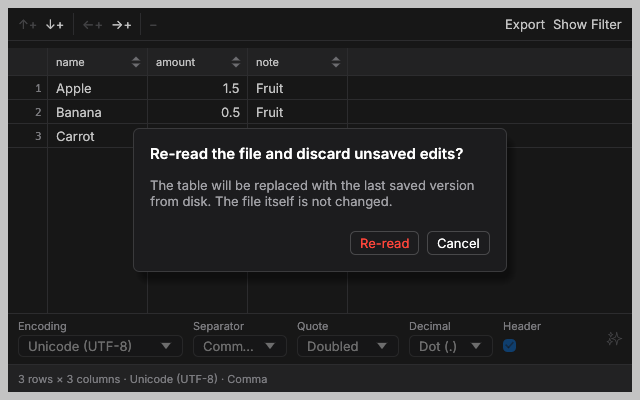 Export Show Filter
name amount note
1 Apple 1.5 Fruit
2 Banana 0.5 Fruit
3 Carrot
Re-read the file and discard unsaved edits?
The table will be replaced with the last saved version
from disk. The file itself is not changed.
Re-read Cancel
Encoding Separator Quote Decimal Header
Unicode (UTF-8) Comm... Doubled Dot (.)
3 rows × 3 columns · Unicode (UTF-8) · Comma